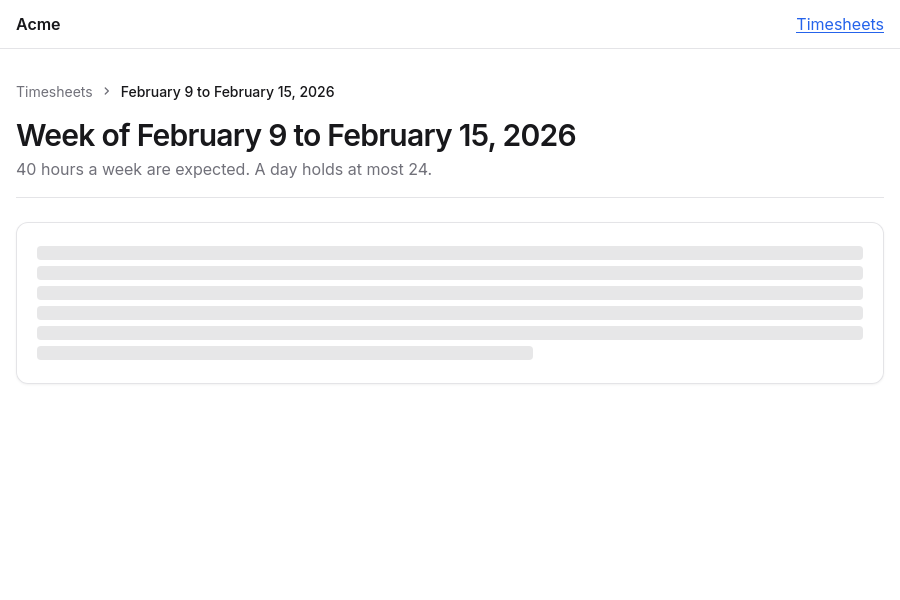 Acme
Timesheets
Timesheets
February 9 to February 15, 2026
Week of February 9 to February 15, 2026
40 hours a week are expected. A day holds at most 24.